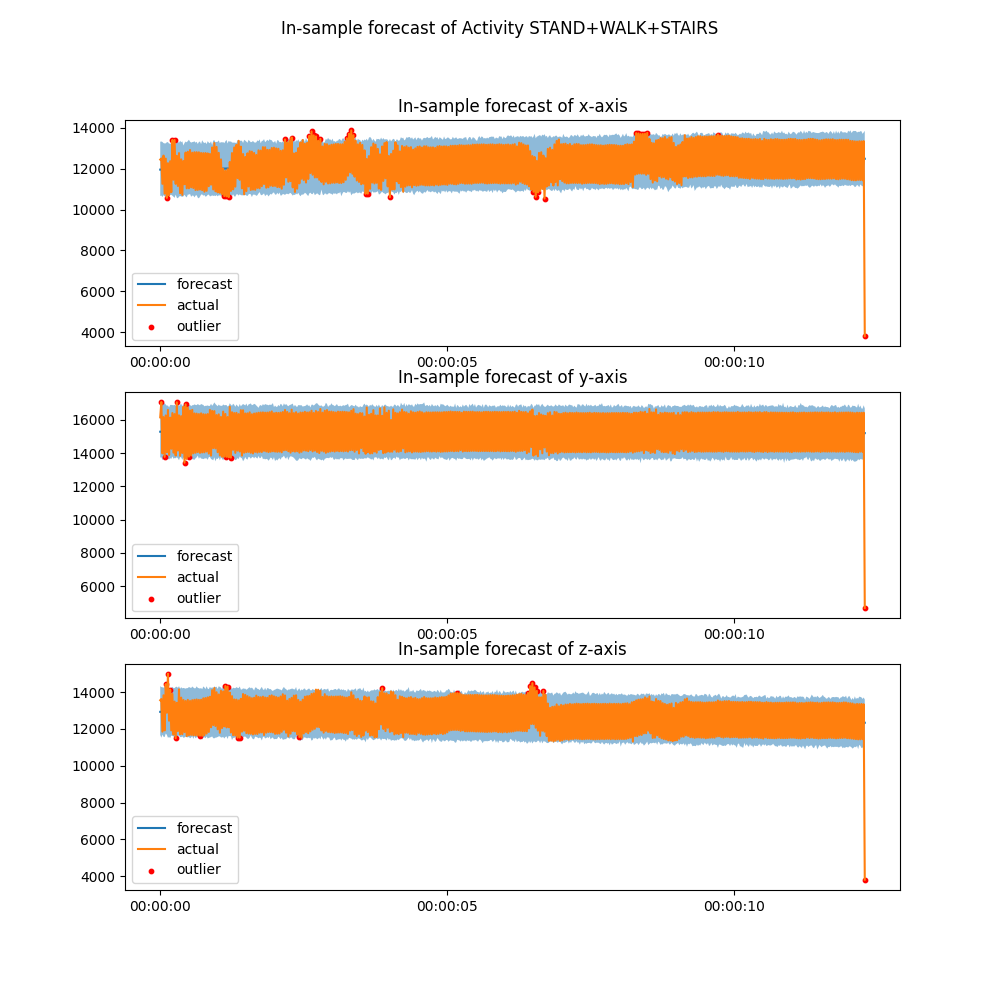 In-sample forecast of Activity STAND+WALK+STAIRS
In-sample forecast of x-axis
14000
12000
10000
8000
6000
4000
forecast
actual
outlier
00:00:00 00:00:05 00:00:10
In-sample forecast of y-axis
16000
14000
12000
10000
8000
6000
forecast
actual
outlier
00:00:00 00:00:05 00:00:10
In-sample forecast of z-axis
14000
12000
10000
8000
6000
4000
forecast
actual
outlier
00:00:00 00:00:05 00:00:10